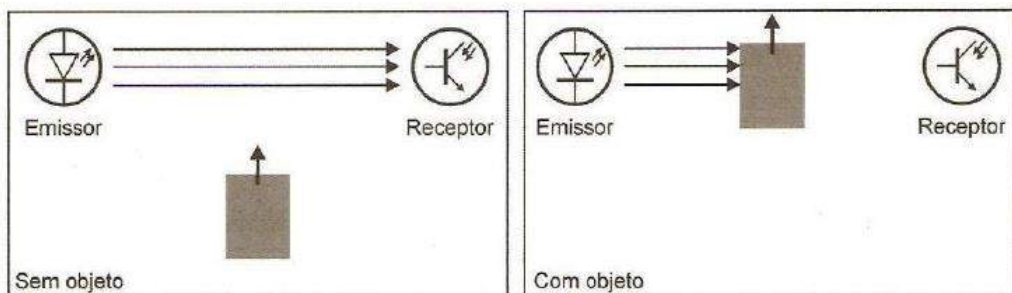 Emissor
Receptor
Sem objeto
Emissor
Receptor
Com objeto